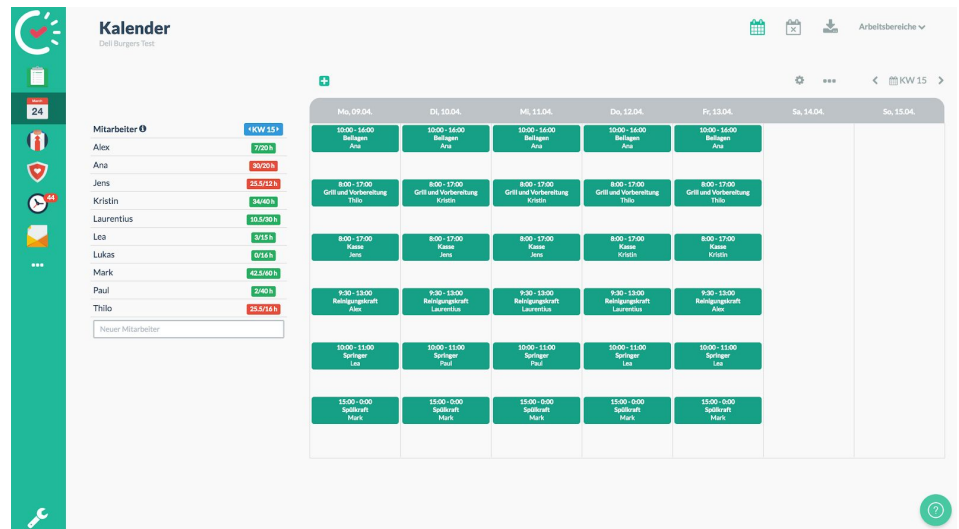 Kalender
Deli Burgers Test
Arbeitsbereiche
KW 15
March
24
44
Mitarbeiter
KW 15
Alex 7/20 h
Ana 30/20 h
Jens 25.5/12 h
Kristin 34/40 h
Laurentius 10.5/30 h
Lea 3/15 h
Lukas 0/16 h
Mark 42.5/60 h
Paul 2/40 h
Thilo 25.5/16 h
Neuer Mitarbeiter
Mo, 09.04. Di, 10.04. Mi, 11.04. Do, 12.04. Fr, 13.04. Sa, 14.04. So, 15.04.
10:00 - 16:00 10:00 - 16:00 10:00 - 16:00 10:00 - 16:00 10:00 - 16:00
Beilagen Beilagen Beilagen Beilagen Beilagen
Ana Ana Ana Ana Ana
8:00 - 17:00 8:00 - 17:00 8:00 - 17:00 8:00 - 17:00 8:00 - 17:00
Grill und Vorbereitung Grill und Vorbereitung Grill und Vorbereitung Grill und Vorbereitung Grill und Vorbereitung
Thilo Kristin Kristin Thilo Thilo
8:00 - 17:00 8:00 - 17:00 8:00 - 17:00 8:00 - 17:00 8:00 - 17:00
Kasse Kasse Kasse Kasse Kasse
Jens Jens Jens Kristin Kristin
9:30 - 13:00 9:30 - 13:00 9:30 - 13:00 9:30 - 13:00 9:30 - 13:00
Reinigungskraft Reinigungskraft Reinigungskraft Reinigungskraft Reinigungskraft
Alex Laurentius Laurentius Laurentius Alex
10:00 - 11:00 10:00 - 11:00 10:00 - 11:00 10:00 - 11:00 10:00 - 11:00
Springer Springer Springer Springer Springer
Lea Paul Paul Lea Lea
15:00 - 0:00 15:00 - 0:00 15:00 - 0:00 15:00 - 0:00 15:00 - 0:00
Spülkraft Spülkraft Spülkraft Spülkraft Spülkraft
Mark Mark Mark Mark Mark